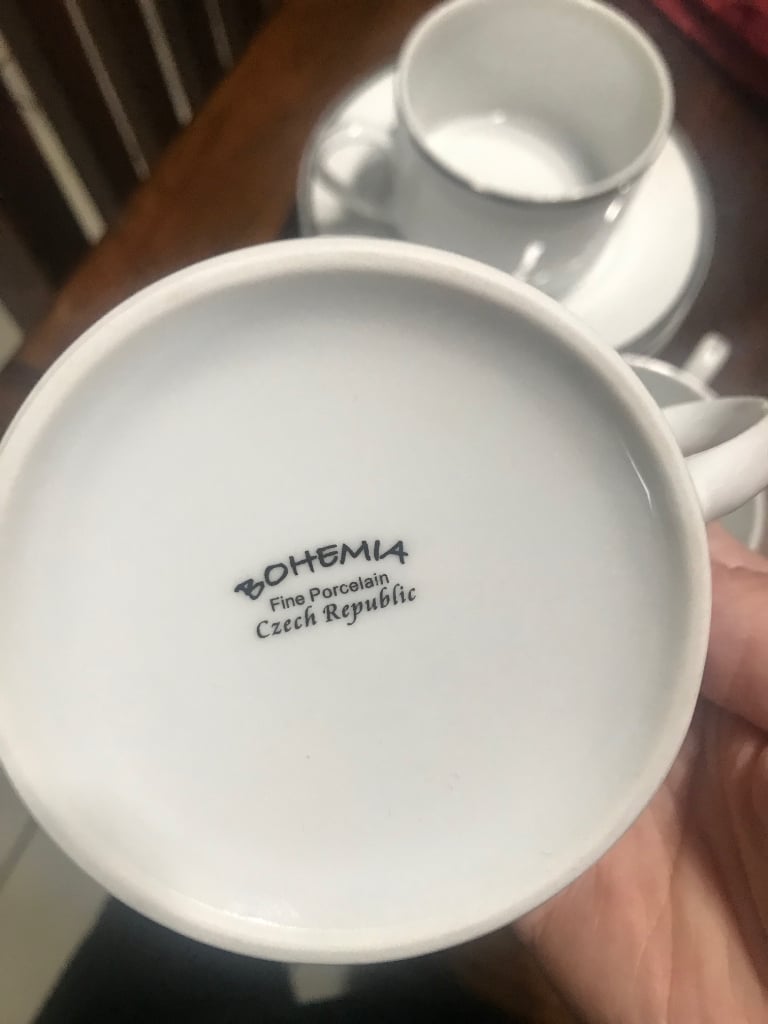 BOHEMIA
Fine Porcelain
Czech Republic